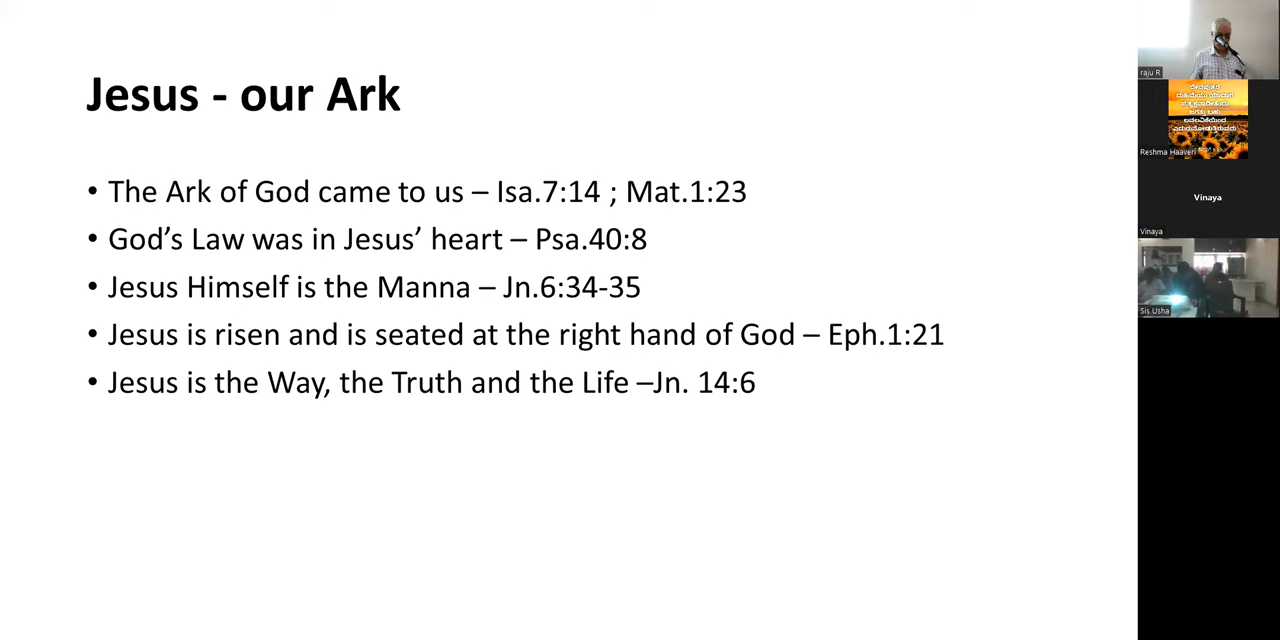 Jesus - our Ark
• The Ark of God came to us – Isa.7:14 ; Mat.1:23
• God’s Law was in Jesus’ heart – Psa.40:8
• Jesus Himself is the Manna – Jn.6:34-35
• Jesus is risen and is seated at the right hand of God – Eph.1:21
• Jesus is the Way, the Truth and the Life –Jn. 14:6
raju R
Reshma Haaveri
Vinaya
Vinaya
Sis.Usha